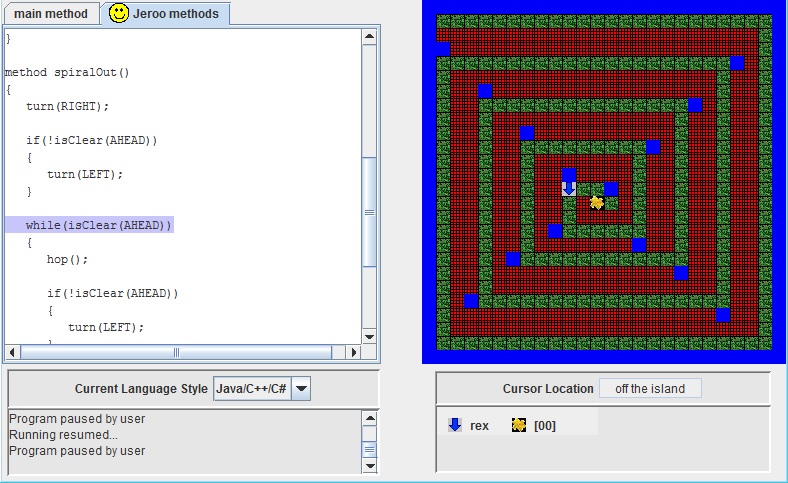 main method
Jeroo methods
}
method spiralOut()
{
turn(RIGHT);
if(!isClear(AHEAD))
{
turn(LEFT);
}
while(isClear(AHEAD))
{
hop();
if(!isClear(AHEAD))
{
turn(LEFT);
Current Language Style
Java/C++/C#
Program paused by user
Running resumed...
Program paused by user
Cursor Location
off the island
rex
[00]